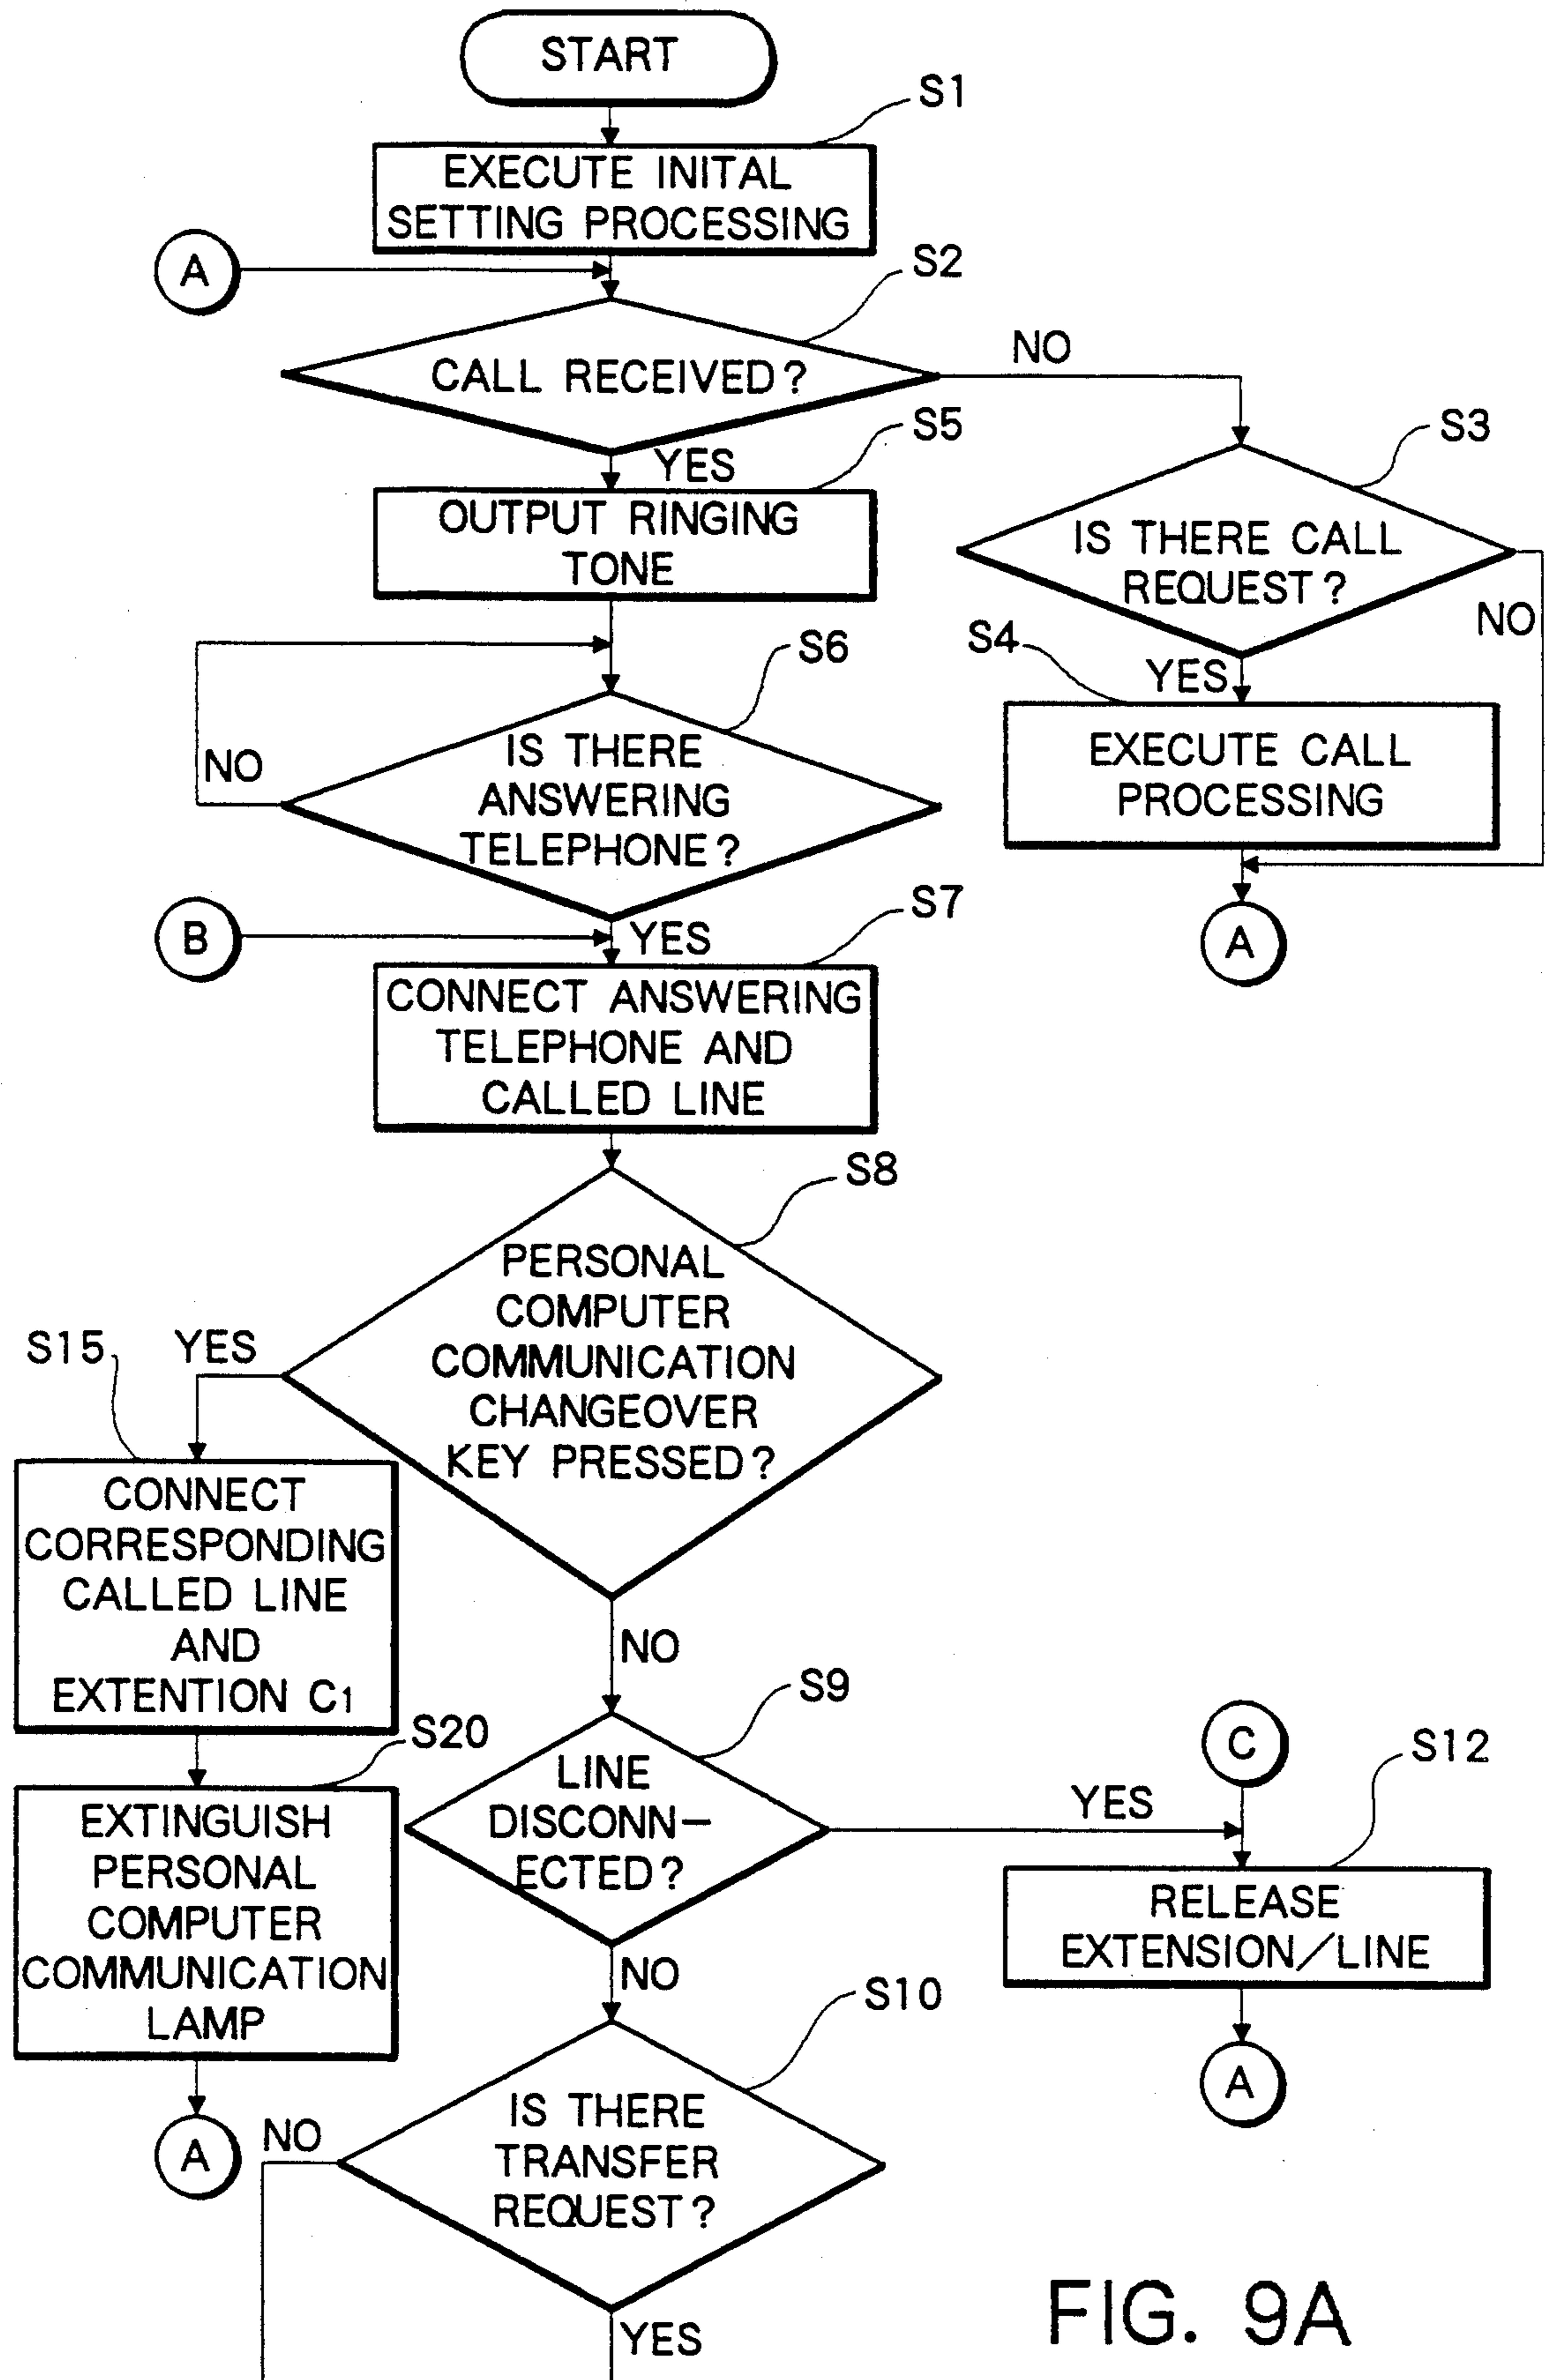 START
S1
EXECUTE INITAL
SETTING PROCESSING
A
S2
CALL RECEIVED?
NO
S5
YES
OUTPUT RINGING
TONE
S3
IS THERE CALL
REQUEST?
NO
S4
YES
EXECUTE CALL
PROCESSING
A
S6
IS THERE
ANSWERING
TELEPHONE?
NO
B
YES
S7
CONNECT ANSWERING
TELEPHONE AND
CALLED LINE
S8
PERSONAL
COMPUTER
COMMUNICATION
CHANGEOVER
KEY PRESSED?
S15
YES
CONNECT
CORRESPONDING
CALLED LINE
AND
EXTENTION C1
S20
EXTINGUISH
PERSONAL
COMPUTER
COMMUNICATION
LAMP
A
NO
S9
LINE
DISCONN-
ECTED?
YES
C
S12
RELEASE
EXTENSION/LINE
A
NO
S10
IS THERE
TRANSFER
REQUEST?
NO
YES
FIG. 9A